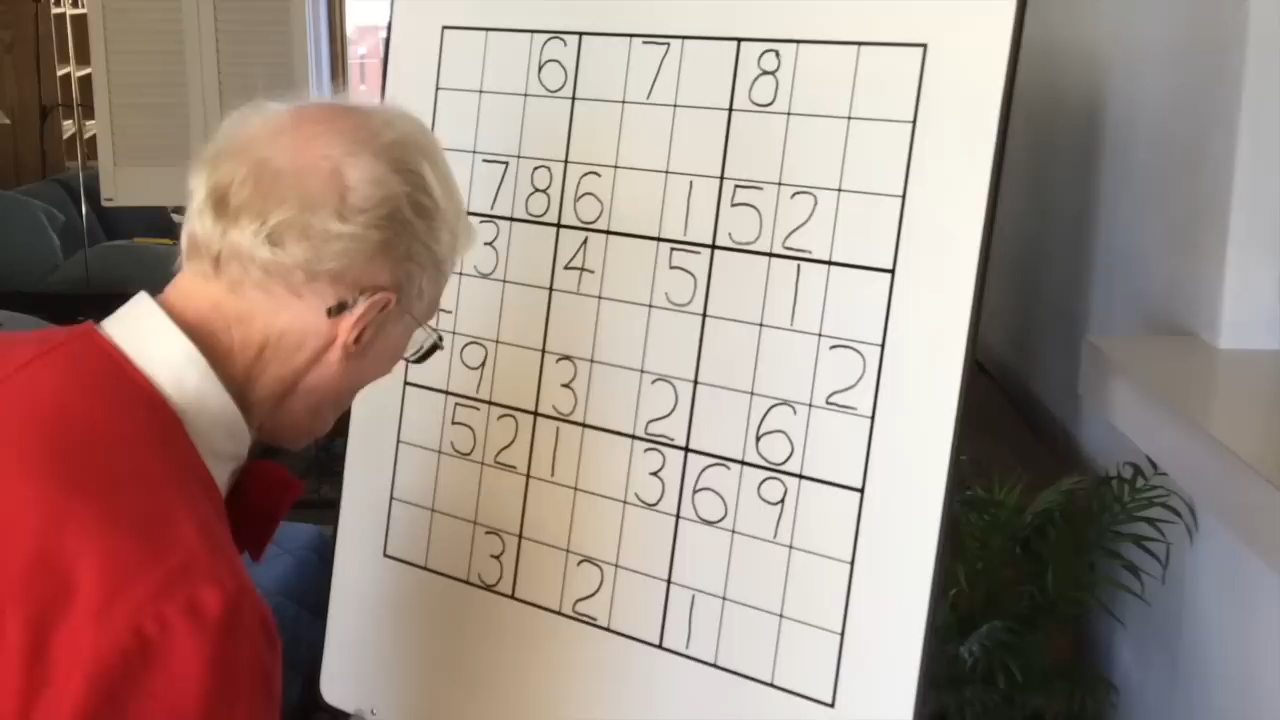 6 7 8
7 8 6 1 5 2
3 4 5 1
2
9 3 2 6
5 2 1 3 6 9
3 2 1